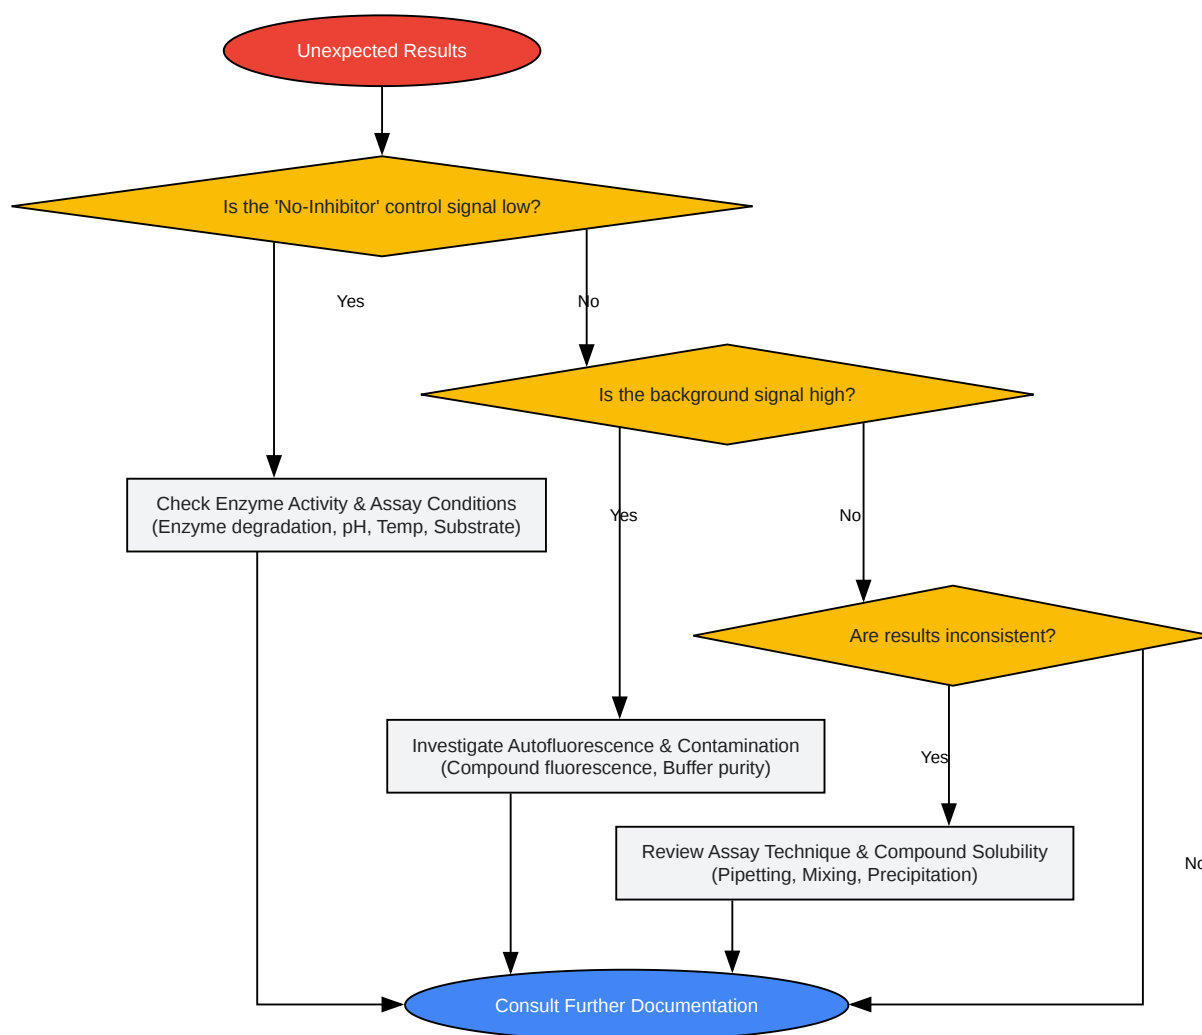 Unexpected Results
Is the 'No-Inhibitor' control signal low?
Yes
No
Is the background signal high?
Check Enzyme Activity & Assay Conditions
(Enzyme degradation, pH, Temp, Substrate)
Yes
No
Are results inconsistent?
Investigate Autofluorescence & Contamination
(Compound fluorescence, Buffer purity)
Yes
Review Assay Technique & Compound Solubility
(Pipetting, Mixing, Precipitation)
No
Consult Further Documentation